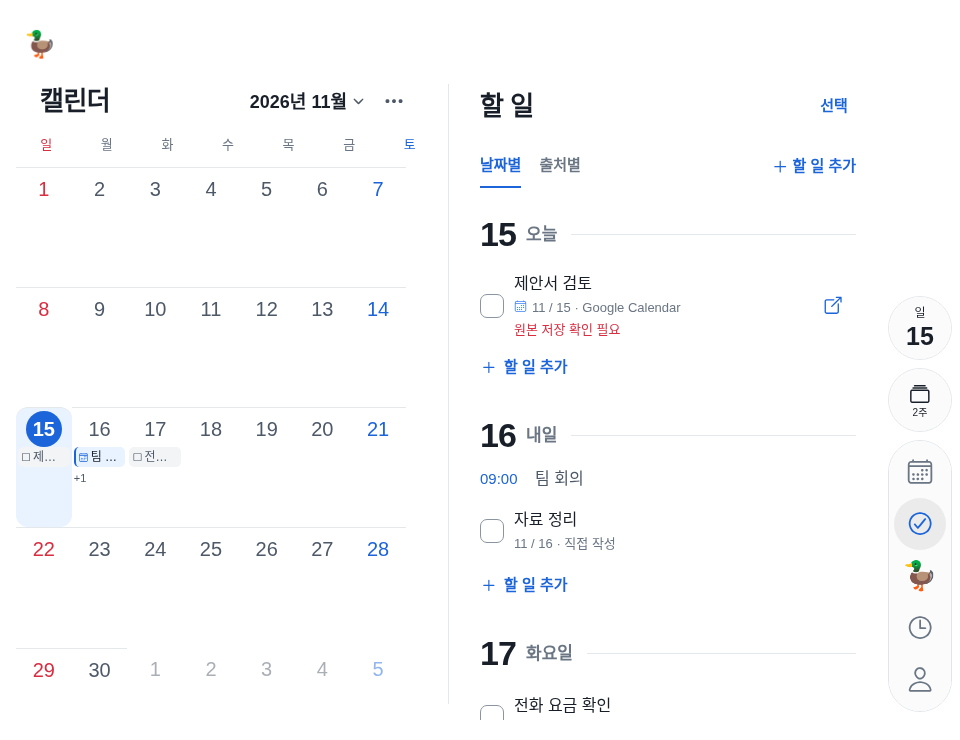 캘린더
2026년 11월
일 월 화 수 목 금 토
1 2 3 4 5 6 7
8 9 10 11 12 13 14
15 16 17 18 19 20 21
제… 팀 … 전…
+1
22 23 24 25 26 27 28
29 30 1 2 3 4 5
할 일
선택
날짜별 출처별
+ 할 일 추가
15 오늘
제안서 검토
11 / 15 · Google Calendar
원본 저장 확인 필요
+ 할 일 추가
16 내일
09:00 팀 회의
자료 정리
11 / 16 · 직접 작성
+ 할 일 추가
17 화요일
전화 요금 확인
일
15
2주